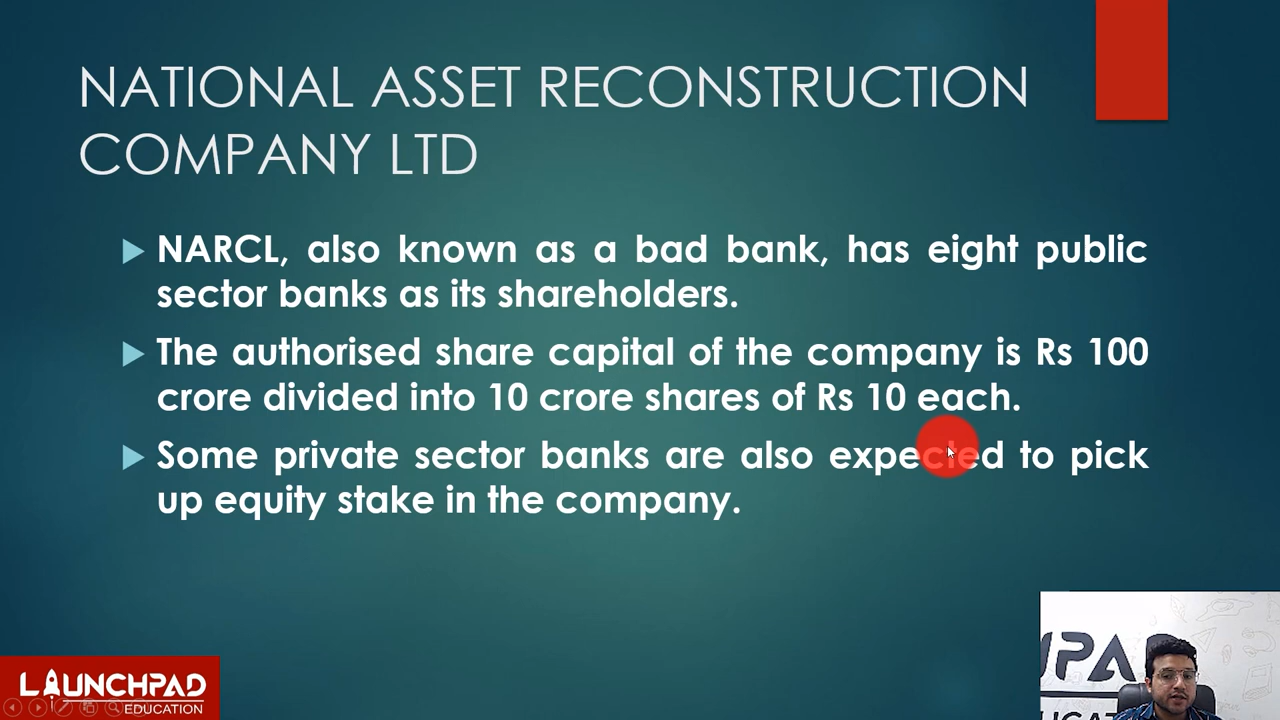 NATIONAL ASSET RECONSTRUCTION
COMPANY LTD
NARCL, also known as a bad bank, has eight public
sector banks as its shareholders.
The authorised share capital of the company is Rs 100
crore divided into 10 crore shares of Rs 10 each.
Some private sector banks are also expected to pick
up equity stake in the company.
LAUNCHPAD
EDUCATION